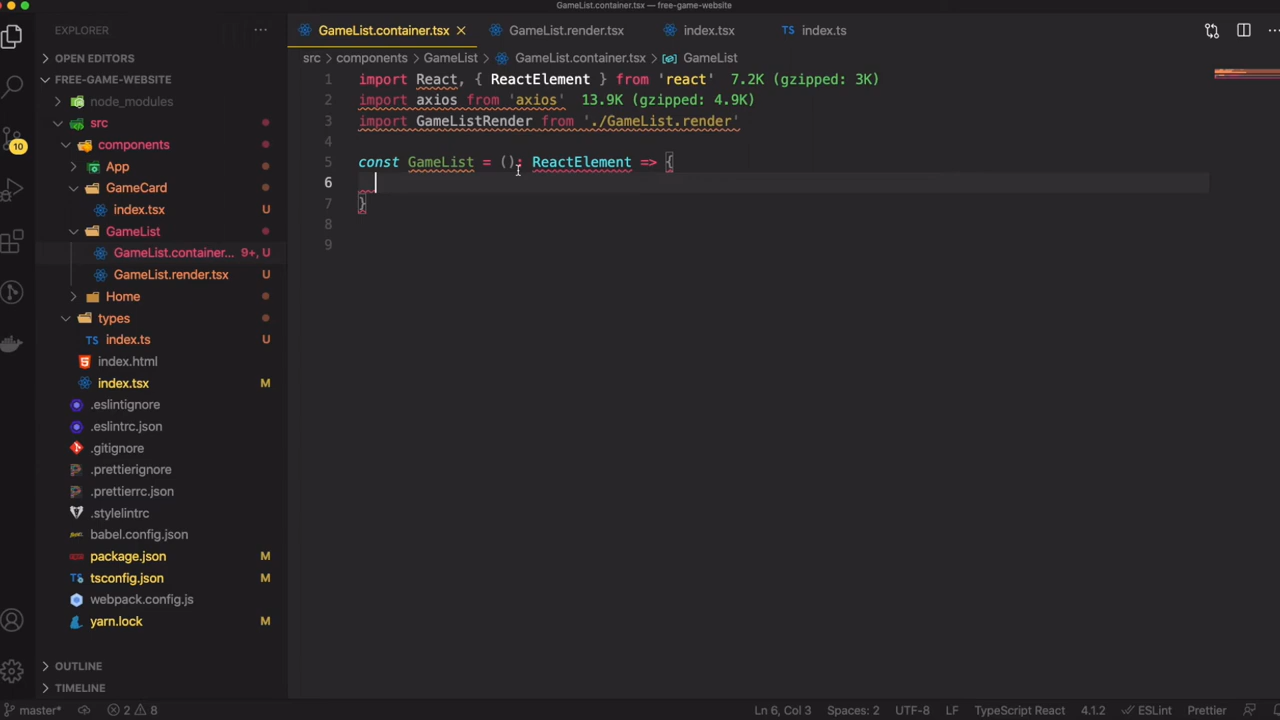 GameList.container.tsx — free-game-website
EXPLORER
GameList.container.tsx
GameList.render.tsx
index.tsx
TS index.ts
OPEN EDITORS
src > components > GameList > GameList.container.tsx > GameList
FREE-GAME-WEBSITE
node_modules
src
components
App
GameCard
index.tsx U
GameList
GameList.container... 9+, U
GameList.render.tsx U
Home
types
TS index.ts U
index.html
index.tsx M
.eslintignore
.eslintrc.json
.gitignore
.prettierignore
.prettierrc.json
.stylelintrc
babel.config.json
package.json M
tsconfig.json M
webpack.config.js
yarn.lock M
OUTLINE
TIMELINE
10
1 import React, { ReactElement } from 'react' 7.2K (gzipped: 3K)
2 import axios from 'axios' 13.9K (gzipped: 4.9K)
3 import GameListRender from './GameList.render'
4
5 const GameList = (): ReactElement => {
6
7 }
8
9
master* 2 8 Ln 6, Col 3 Spaces: 2 UTF-8 LF TypeScript React 4.1.2 ESLint Prettier